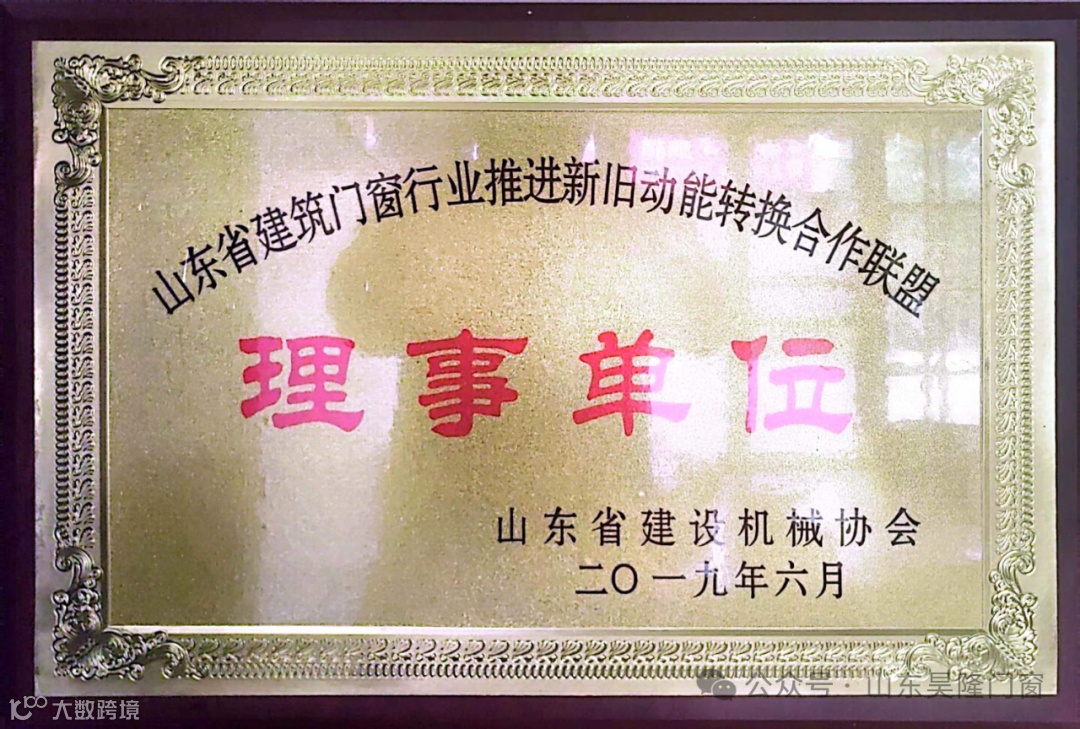 山东省建筑门窗行业推进新旧动能转换合作联盟
理事单位
山东省建设机械协会
二〇一九年六月
公众号·山东昊隆门窗
大数跨境